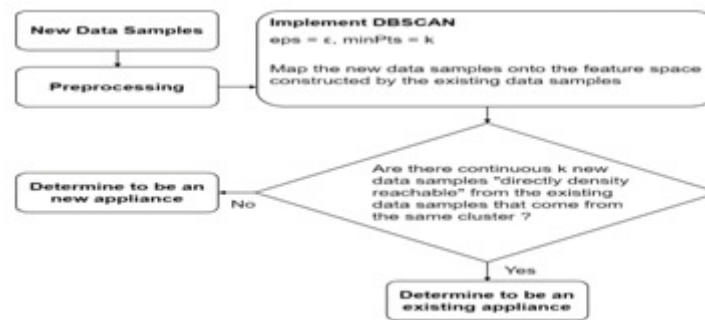 New Data Samples
Preprocessing
Implement DBSCAN
eps = ε, minPts = k
Map the new data samples onto the feature space
constructed by the existing data samples
Are there continuous k new
data samples "directly density
reachable" from the existing
data samples that come from
the same cluster ?
No
Determine to be an
new appliance
Yes
Determine to be an
existing appliance